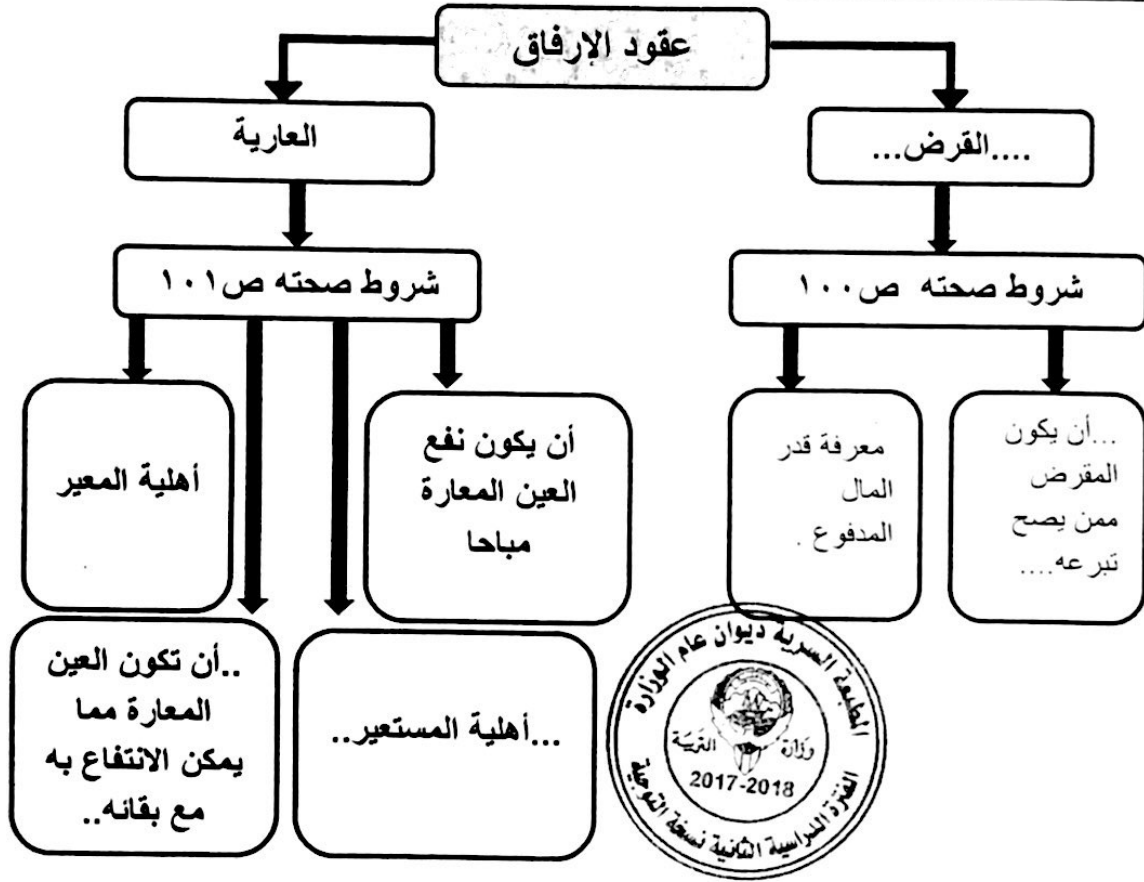 عقود الإرفاق
....القرض...
العارية
شروط صحته ص١٠٠
شروط صحته ص١٠١
...أن يكون
المقرض
ممن يصح
تبرعه....
معرفة قدر
المال
المدفوع .
أن يكون نفع
العين المعارة
مباحا
أهلية المعير
...أهلية المستعير..
..أن تكون العين
المعارة مما
يمكن الانتفاع به
مع بقائه..
المطبعة السرية ديوان عام الوزارة
وزارة التربية
2017-2018
الفترة الدراسية الثانية نسخة التوجية